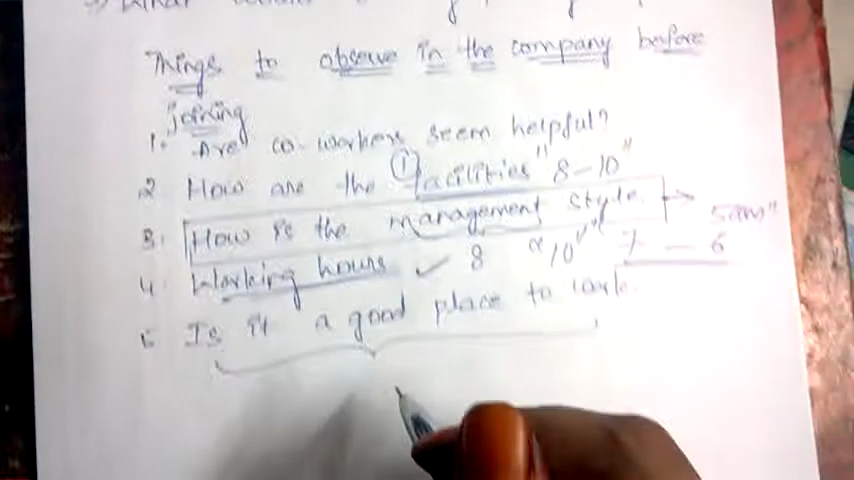 Things to observe in the company before
joining
1. Are co-workers seem helpful?
2 How are the ① facilities " 8-10"
3. How is the management style. 5am"
4 Working hours ✓ 8 "10" 7 — 6
5 Is it a good place to work.